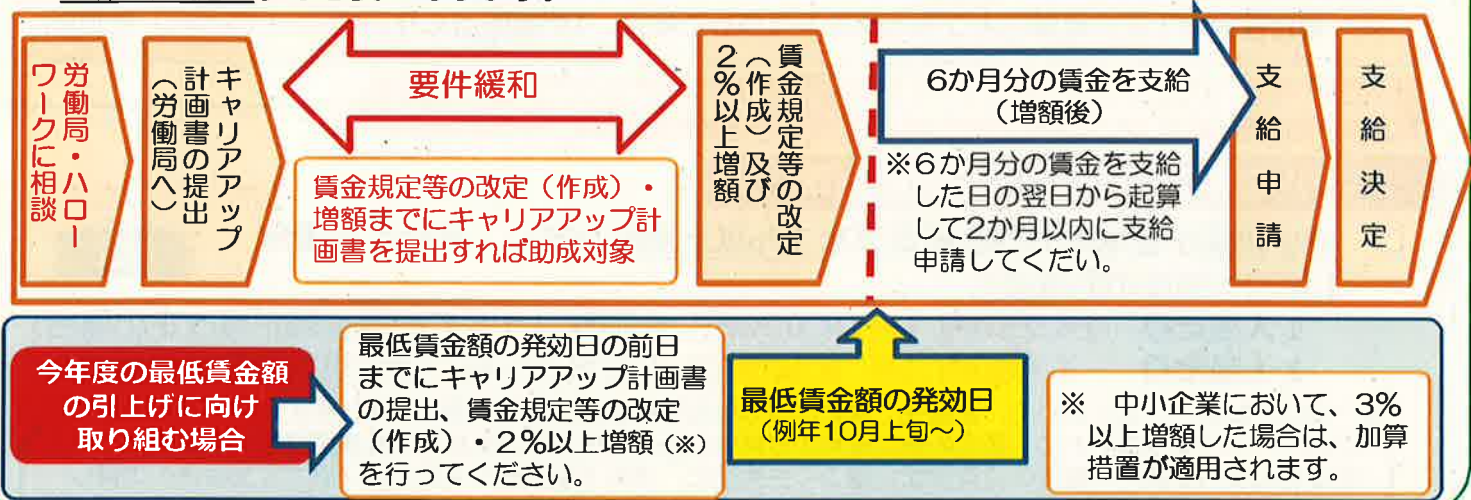 労働局・ハロー
ワークに相談
キャリアアップ
計画書の提出
（労働局へ）
要件緩和
賃金規定等の改定（作成）・
増額までにキャリアアップ計
画書を提出すれば助成対象
賃金規定等の改定
（作成）及び
２％以上増額
6か月分の賃金を支給
（増額後）
※6か月分の賃金を支給
した日の翌日から起算
して2か月以内に支給
申請してくだい。
支給申請
支給決定
今年度の最低賃金額
の引上げに向け
取り組む場合
最低賃金額の発効日の前日
までにキャリアアップ計画書
の提出、賃金規定等の改定
（作成）・２％以上増額（※）
を行ってください。
最低賃金額の発効日
（例年10月上旬～）
※　中小企業において、3％
以上増額した場合は、加算
措置が適用されます。